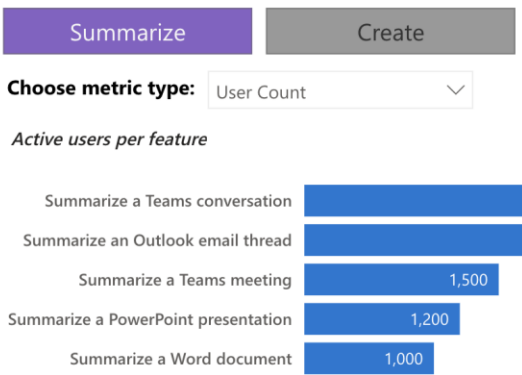 Summarize
Create
Choose metric type: User Count
Active users per feature
Summarize a Teams conversation
Summarize an Outlook email thread
Summarize a Teams meeting 1,500
Summarize a PowerPoint presentation 1,200
Summarize a Word document 1,000